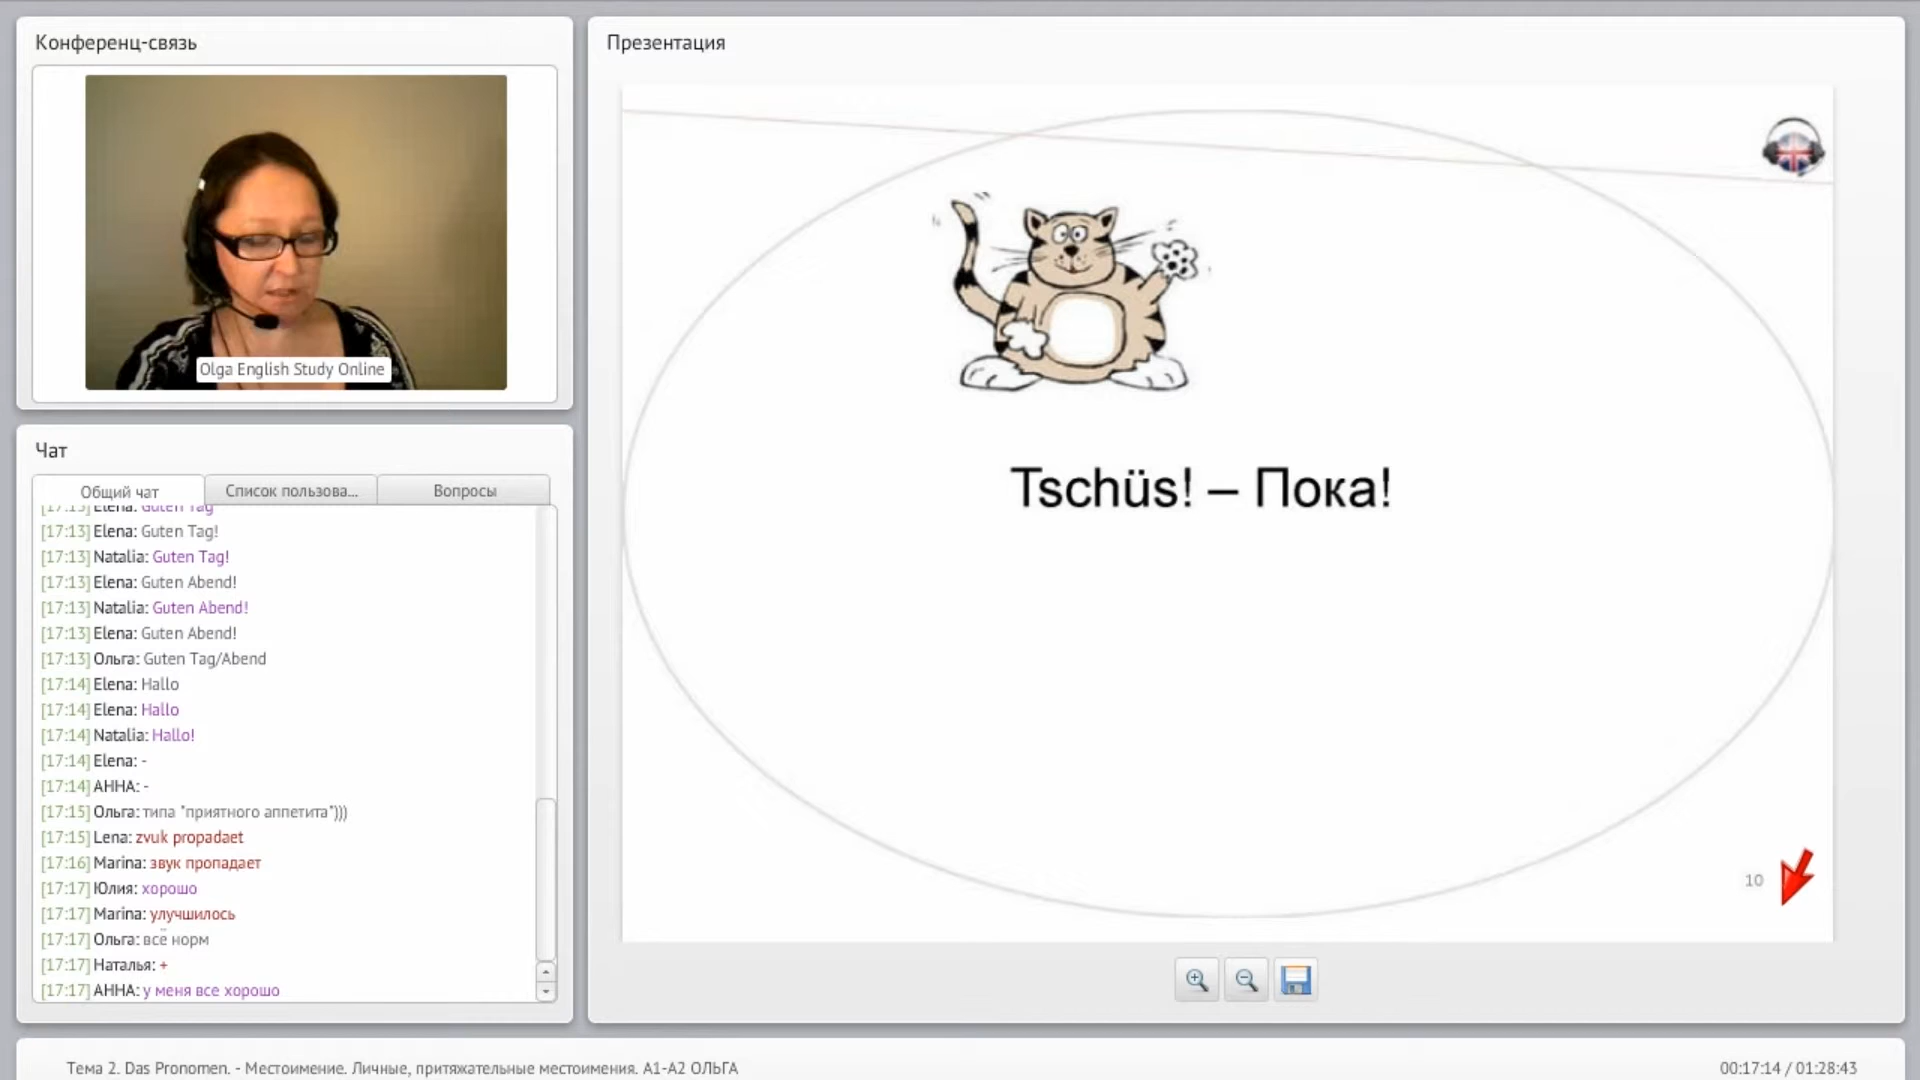 Конференц-связь
Olga English Study Online
Чат
Общий чат
Список пользова...
Вопросы
[17:13] Elena: Guten Tag
[17:13] Elena: Guten Tag!
[17:13] Natalia: Guten Tag!
[17:13] Elena: Guten Abend!
[17:13] Natalia: Guten Abend!
[17:13] Elena: Guten Abend!
[17:13] Ольга: Guten Tag/Abend
[17:14] Elena: Hallo
[17:14] Elena: Hallo
[17:14] Natalia: Hallo!
[17:14] Elena: -
[17:14] АННА: -
[17:15] Ольга: типа "приятного аппетита")))
[17:15] Lena: zvuk propadaet
[17:16] Marina: звук пропадает
[17:17] Юлия: хорошо
[17:17] Marina: улучшилось
[17:17] Ольга: всё норм
[17:17] Наталья: +
[17:17] АННА: у меня все хорошо
Презентация
Tschüs! – Пока!
10
Тема 2. Das Pronomen. - Местоимение. Личные, притяжательные местоимения. А1-А2 ОЛЬГА
00:17:14 / 01:28:43